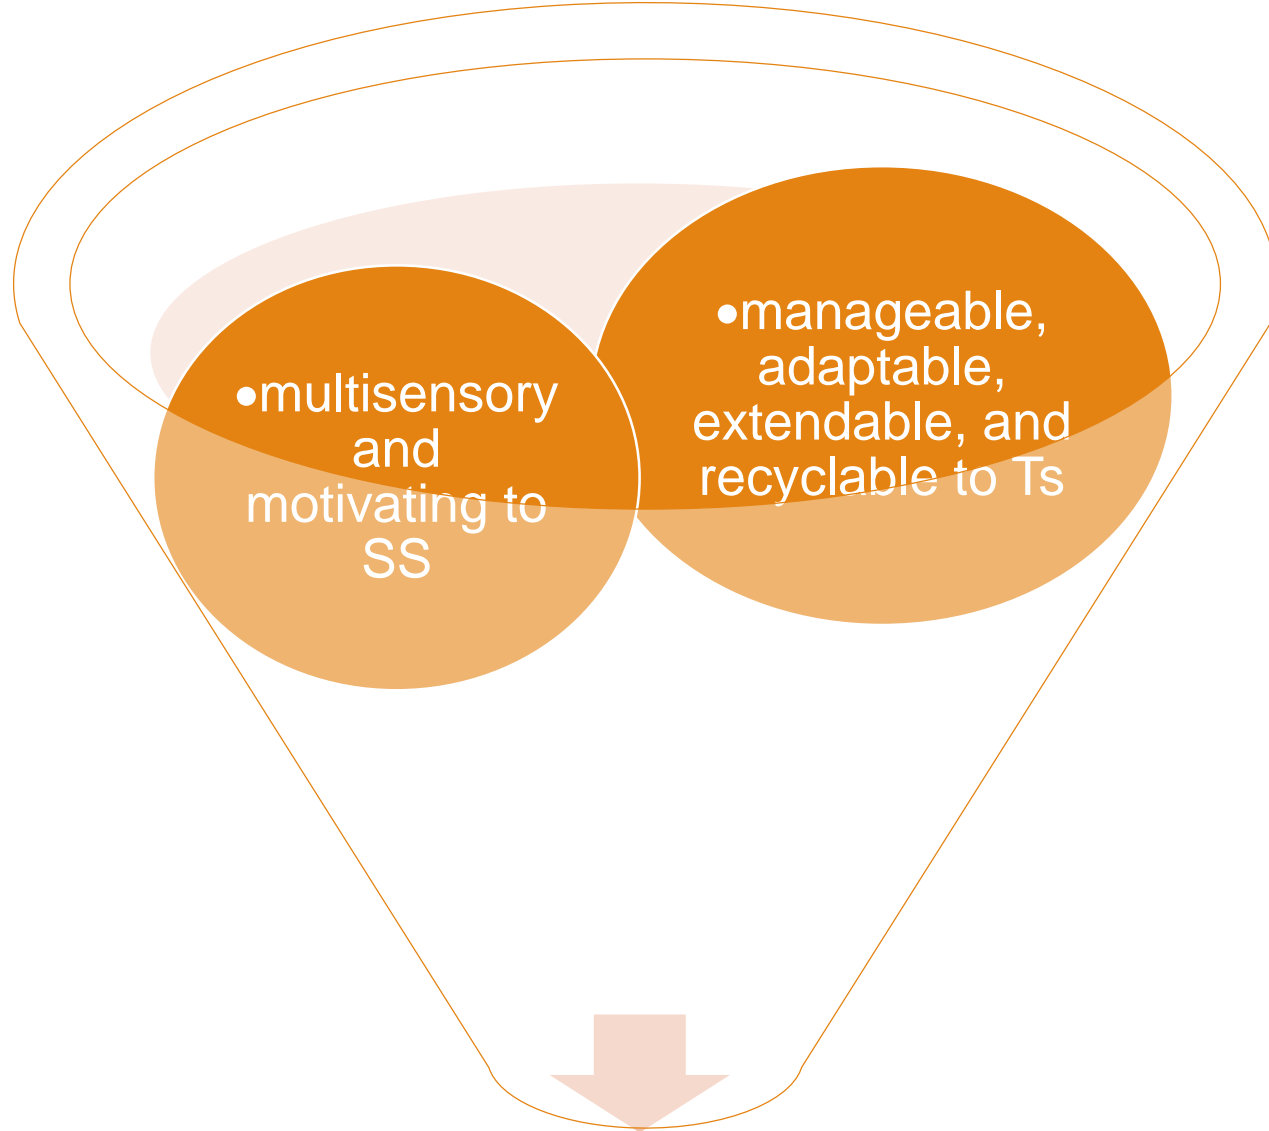 •multisensory
and
motivating to
SS
•manageable,
adaptable,
extendable, and
recyclable to Ts